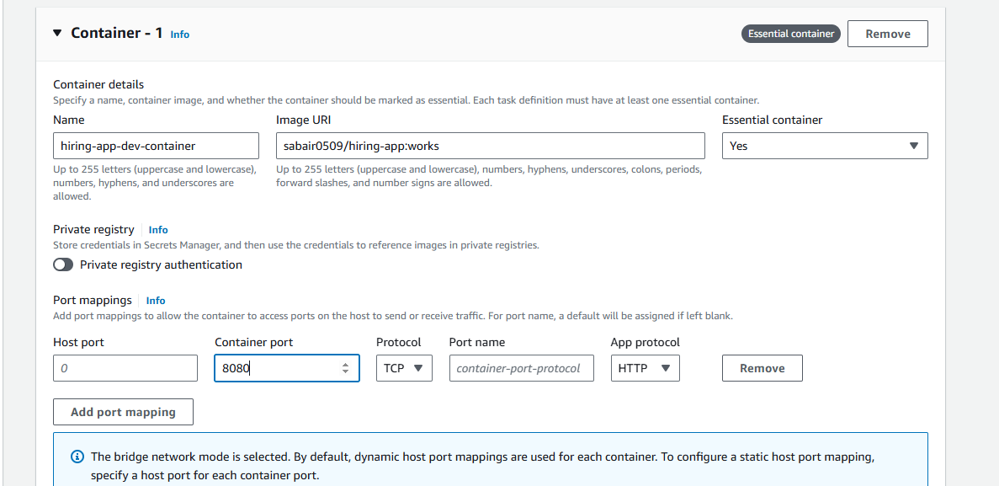 Container - 1 Info Essential container Remove
Container details
Specify a name, container image, and whether the container should be marked as essential. Each task definition must have at least one essential container.
Name Image URI Essential container
hiring-app-dev-container sabair0509/hiring-app:works Yes
Up to 255 letters (uppercase and lowercase), Up to 255 letters (uppercase and lowercase), numbers, hyphens, underscores, colons, periods,
numbers, hyphens, and underscores are forward slashes, and number signs are allowed.
allowed.
Private registry Info
Store credentials in Secrets Manager, and then use the credentials to reference images in private registries.
Private registry authentication
Port mappings Info
Add port mappings to allow the container to access ports on the host to send or receive traffic. For port name, a default will be assigned if left blank.
Host port Container port Protocol Port name App protocol
0 8080 TCP container-port-protocol HTTP Remove
Add port mapping
The bridge network mode is selected. By default, dynamic host port mappings are used for each container. To configure a static host port mapping,
specify a host port for each container port.